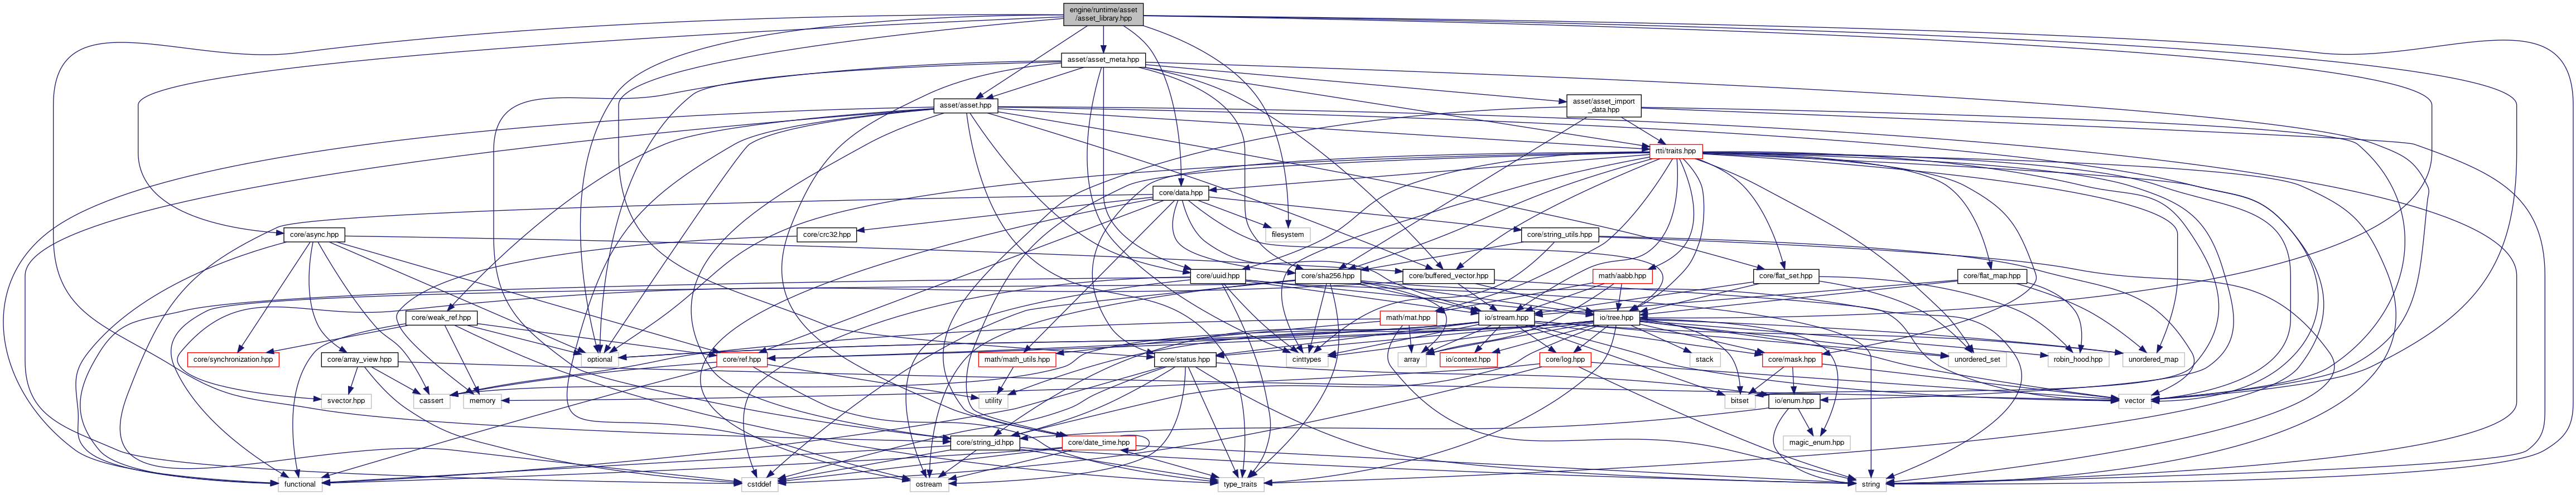 engine/runtime/asset
/asset_library.hpp
asset/asset_meta.hpp
asset/asset.hpp
asset/asset_import
_data.hpp
rtti/traits.hpp
core/data.hpp
core/async.hpp
core/crc32.hpp
filesystem
core/string_utils.hpp
core/uuid.hpp
core/sha256.hpp
core/buffered_vector.hpp
math/aabb.hpp
core/flat_set.hpp
core/flat_map.hpp
core/weak_ref.hpp
math/mat.hpp
io/stream.hpp
io/tree.hpp
core/synchronization.hpp
core/array_view.hpp
optional
core/ref.hpp
math/math_utils.hpp
core/status.hpp
cinttypes
array
io/context.hpp
core/log.hpp
stack
core/mask.hpp
unordered_set
robin_hood.hpp
unordered_map
svector.hpp
cassert
memory
utility
bitset
io/enum.hpp
vector
core/string_id.hpp
core/date_time.hpp
magic_enum.hpp
functional
cstddef
ostream
type_traits
string